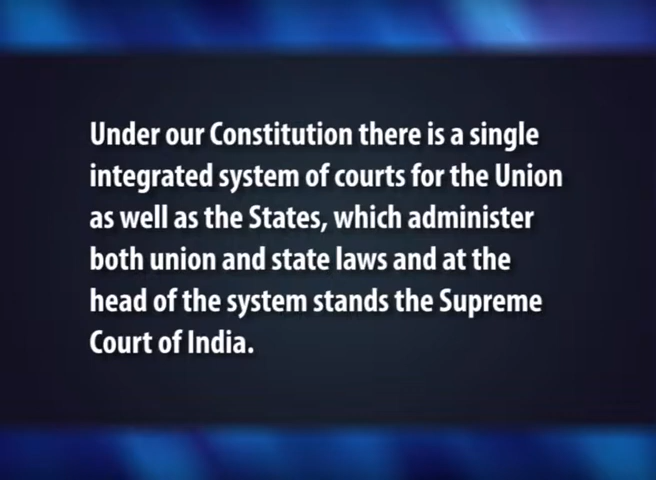 Under our Constitution there is a single
integrated system of courts for the Union
as well as the States, which administer
both union and state laws and at the
head of the system stands the Supreme
Court of India.